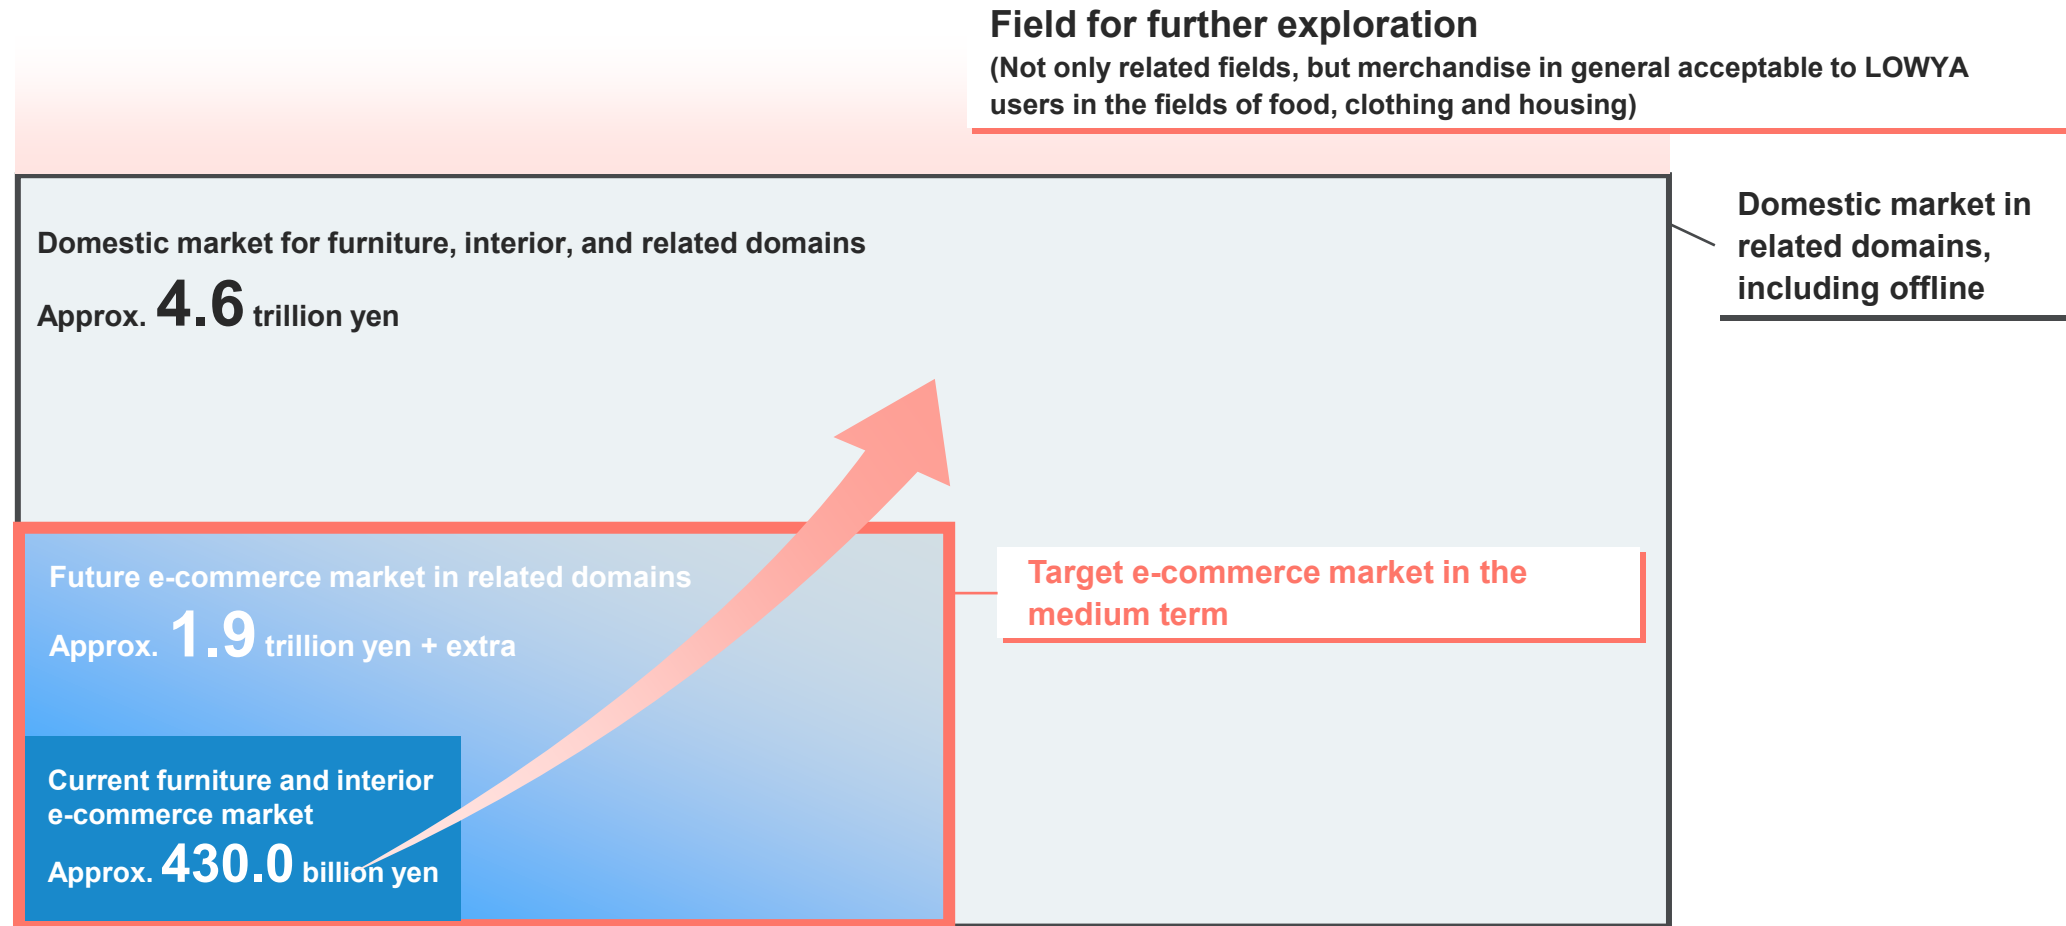 Field for further exploration
(Not only related fields, but merchandise in general acceptable to LOWYA
users in the fields of food, clothing and housing)
Domestic market in
related domains,
including offline
Domestic market for furniture, interior, and related domains
Approx. 4.6 trillion yen
Future e-commerce market in related domains
Approx. 1.9 trillion yen + extra
Target e-commerce market in the
medium term
Current furniture and interior
e-commerce market
Approx. 430.0 billion yen